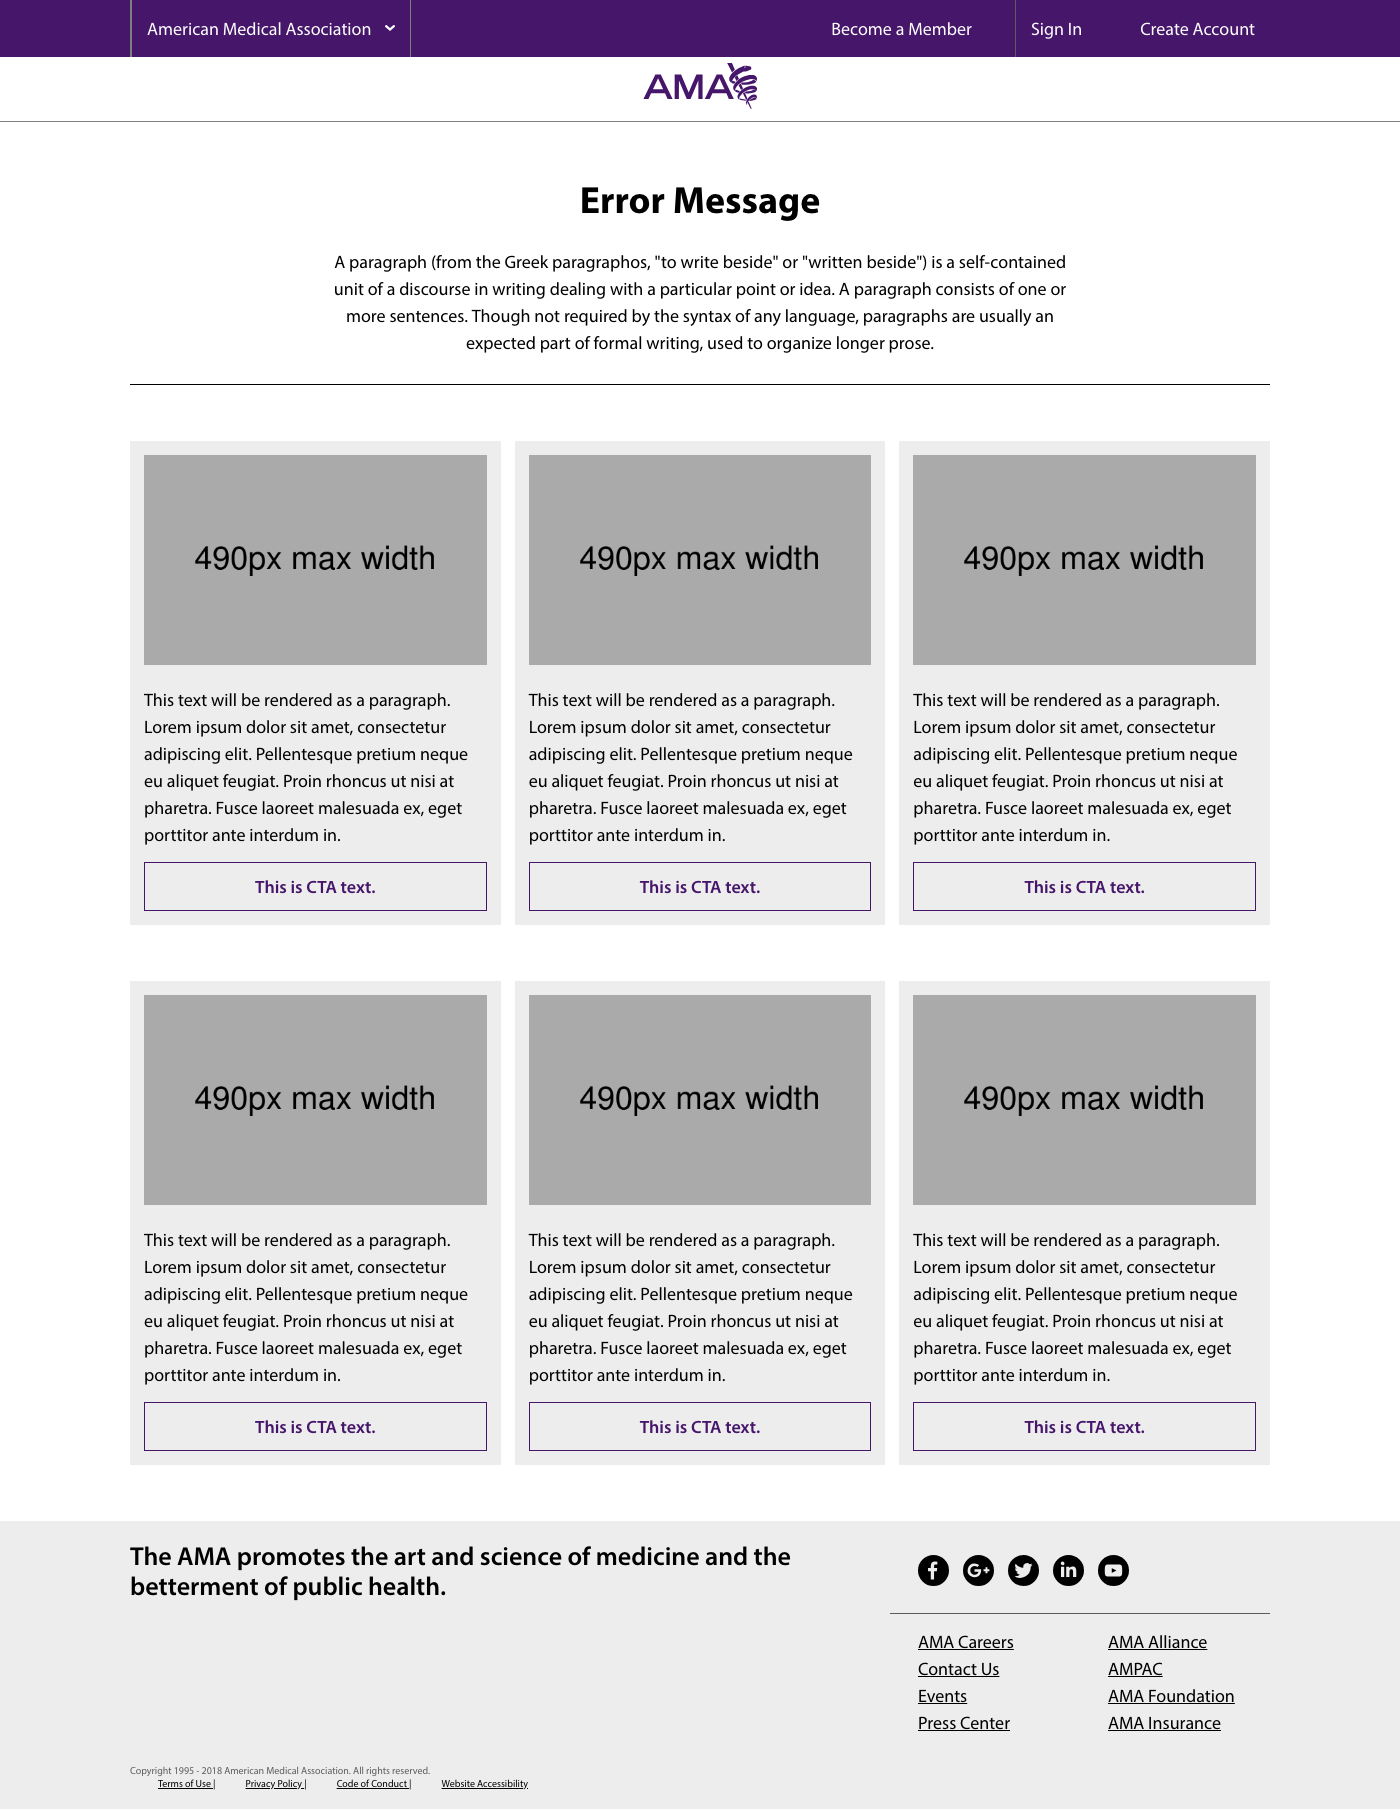 American Medical Association
Become a Member
Sign In
Create Account
AMA
Error Message
A paragraph (from the Greek paragraphos, "to write beside" or "written beside") is a self-contained
unit of a discourse in writing dealing with a particular point or idea. A paragraph consists of one or
more sentences. Though not required by the syntax of any language, paragraphs are usually an
expected part of formal writing, used to organize longer prose.
490px max width
This text will be rendered as a paragraph.
Lorem ipsum dolor sit amet, consectetur
adipiscing elit. Pellentesque pretium neque
eu aliquet feugiat. Proin rhoncus ut nisi at
pharetra. Fusce laoreet malesuada ex, eget
porttitor ante interdum in.
This is CTA text.
490px max width
This text will be rendered as a paragraph.
Lorem ipsum dolor sit amet, consectetur
adipiscing elit. Pellentesque pretium neque
eu aliquet feugiat. Proin rhoncus ut nisi at
pharetra. Fusce laoreet malesuada ex, eget
porttitor ante interdum in.
This is CTA text.
490px max width
This text will be rendered as a paragraph.
Lorem ipsum dolor sit amet, consectetur
adipiscing elit. Pellentesque pretium neque
eu aliquet feugiat. Proin rhoncus ut nisi at
pharetra. Fusce laoreet malesuada ex, eget
porttitor ante interdum in.
This is CTA text.
490px max width
This text will be rendered as a paragraph.
Lorem ipsum dolor sit amet, consectetur
adipiscing elit. Pellentesque pretium neque
eu aliquet feugiat. Proin rhoncus ut nisi at
pharetra. Fusce laoreet malesuada ex, eget
porttitor ante interdum in.
This is CTA text.
490px max width
This text will be rendered as a paragraph.
Lorem ipsum dolor sit amet, consectetur
adipiscing elit. Pellentesque pretium neque
eu aliquet feugiat. Proin rhoncus ut nisi at
pharetra. Fusce laoreet malesuada ex, eget
porttitor ante interdum in.
This is CTA text.
490px max width
This text will be rendered as a paragraph.
Lorem ipsum dolor sit amet, consectetur
adipiscing elit. Pellentesque pretium neque
eu aliquet feugiat. Proin rhoncus ut nisi at
pharetra. Fusce laoreet malesuada ex, eget
porttitor ante interdum in.
This is CTA text.
The AMA promotes the art and science of medicine and the
betterment of public health.
AMA Careers
Contact Us
Events
Press Center
AMA Alliance
AMPAC
AMA Foundation
AMA Insurance
Copyright 1995 - 2018 American Medical Association. All rights reserved.
Terms of Use | Privacy Policy | Code of Conduct | Website Accessibility